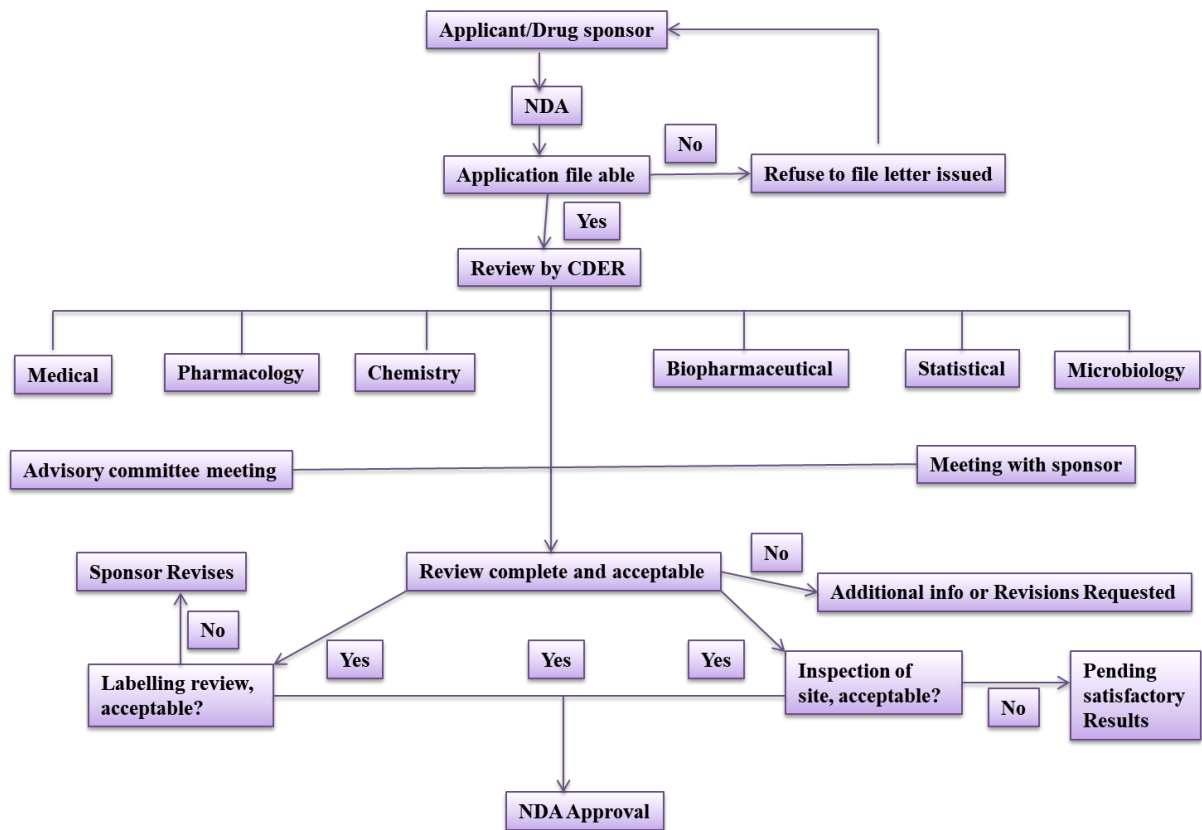 Applicant/Drug sponsor
NDA
No
Application file able
Refuse to file letter issued
Yes
Review by CDER
Medical
Pharmacology
Chemistry
Biopharmaceutical
Statistical
Microbiology
Advisory committee meeting
Meeting with sponsor
Sponsor Revises
Review complete and acceptable
No
Additional info or Revisions Requested
No
Yes
Yes
Yes
Labelling review,
acceptable?
Inspection of
site, acceptable?
No
Pending
satisfactory
Results
NDA Approval